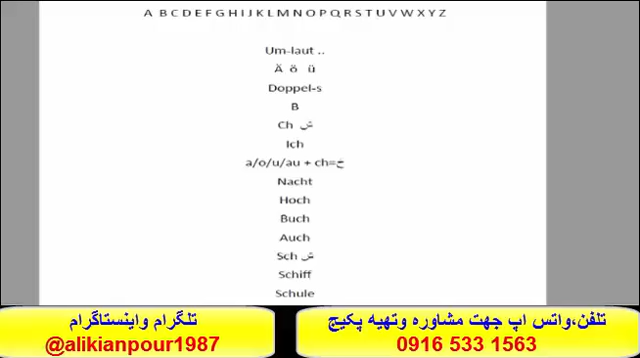 A B C D E F G H I J K L M N O P Q R S T U V W X Y Z
Um-laut ..
Ä ö ü
Doppel-s
B
Ch ش
Ich
a/o/u/au + ch=خ
Nacht
Hoch
Buch
Auch
Sch ش
Schiff
Schule
تلگرام واینستاگرام
@alikianpour1987
تلفن،واتس اپ جهت مشاوره وتهیه پکیج
0916 533 1563